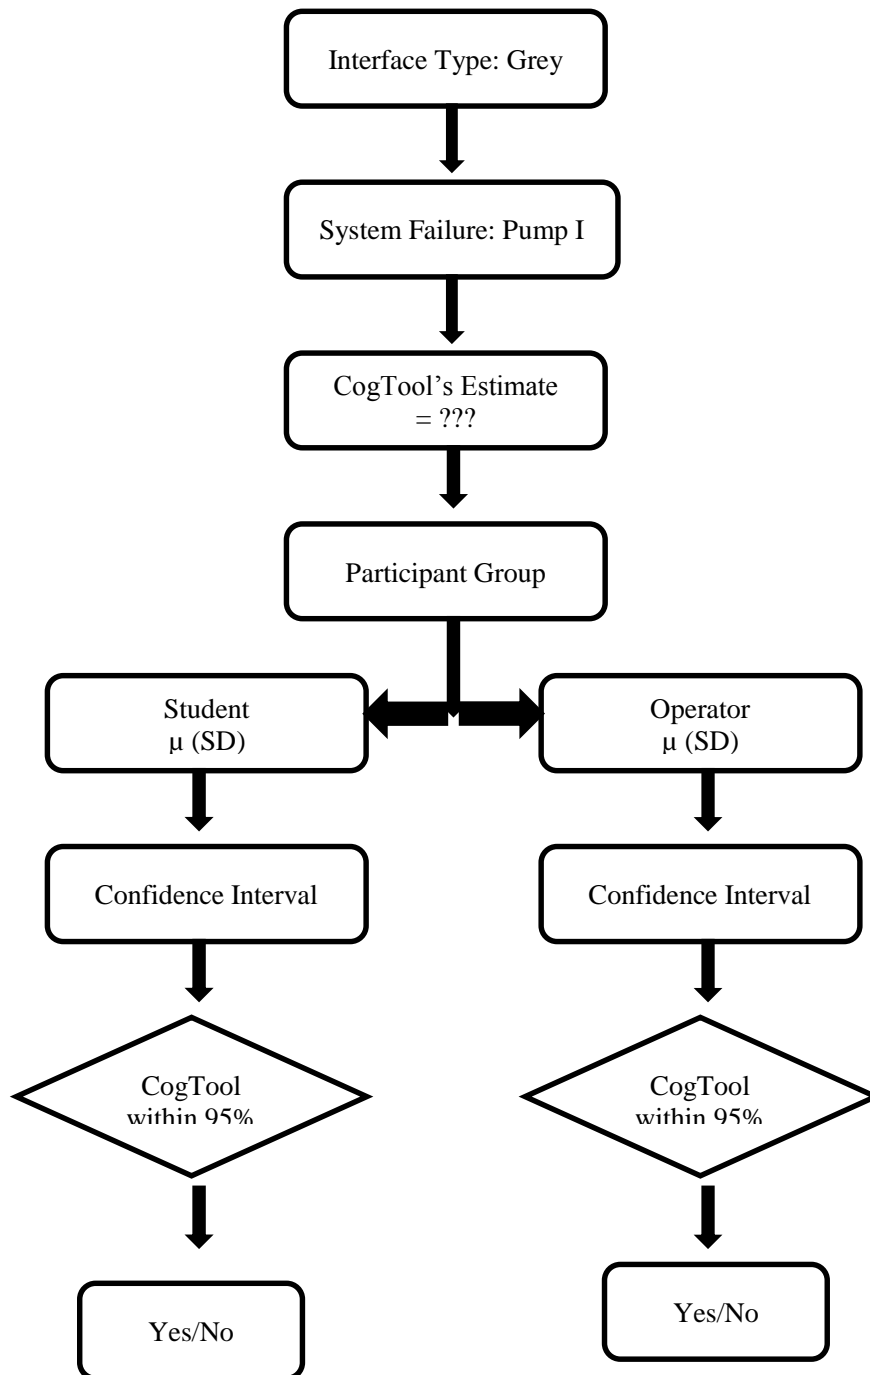 Interface Type: Grey
System Failure: Pump I
CogTool’s Estimate
= ???
Participant Group
Student
µ (SD)
Operator
µ (SD)
Confidence Interval
Confidence Interval
CogTool
within 95%
CogTool
within 95%
Yes/No
Yes/No